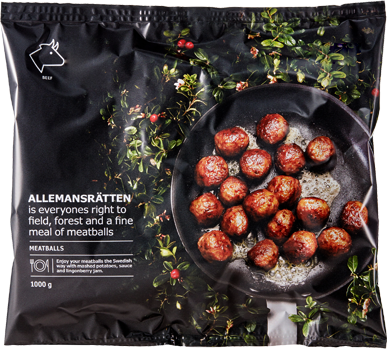 BEEF
ALLEMANSRÄTTEN
is everyones right to
field, forest and a fine
meal of meatballs
MEATBALLS
Enjoy your meatballs the Swedish
way with mashed potatoes, sauce
and lingonberry jam.
1000 g